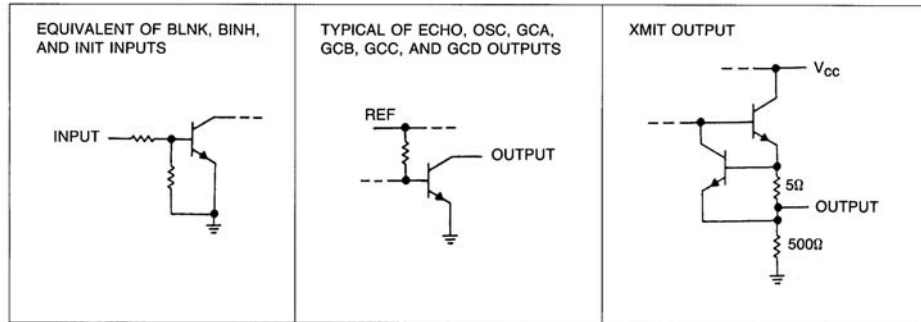 EQUIVALENT OF BLNK, BINH,
AND INIT INPUTS
INPUT
TYPICAL OF ECHO, OSC, GCA,
GCB, GCC, AND GCD OUTPUTS
REF
OUTPUT
XMIT OUTPUT
VCC
5Ω
OUTPUT
500Ω